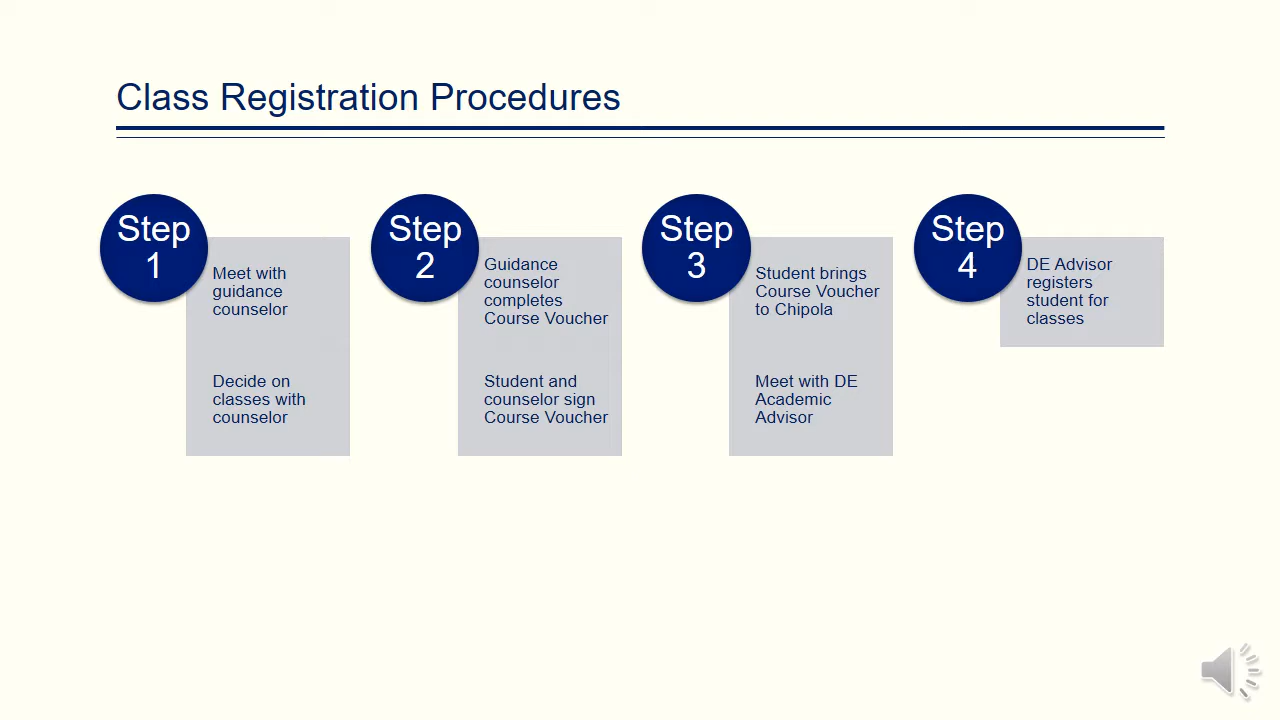 Class Registration Procedures
Step
1
Meet with
guidance
counselor
Decide on
classes with
counselor
Step
2
Guidance
counselor
completes
Course Voucher
Student and
counselor sign
Course Voucher
Step
3
Student brings
Course Voucher
to Chipola
Meet with DE
Academic
Advisor
Step
4
DE Advisor
registers
student for
classes